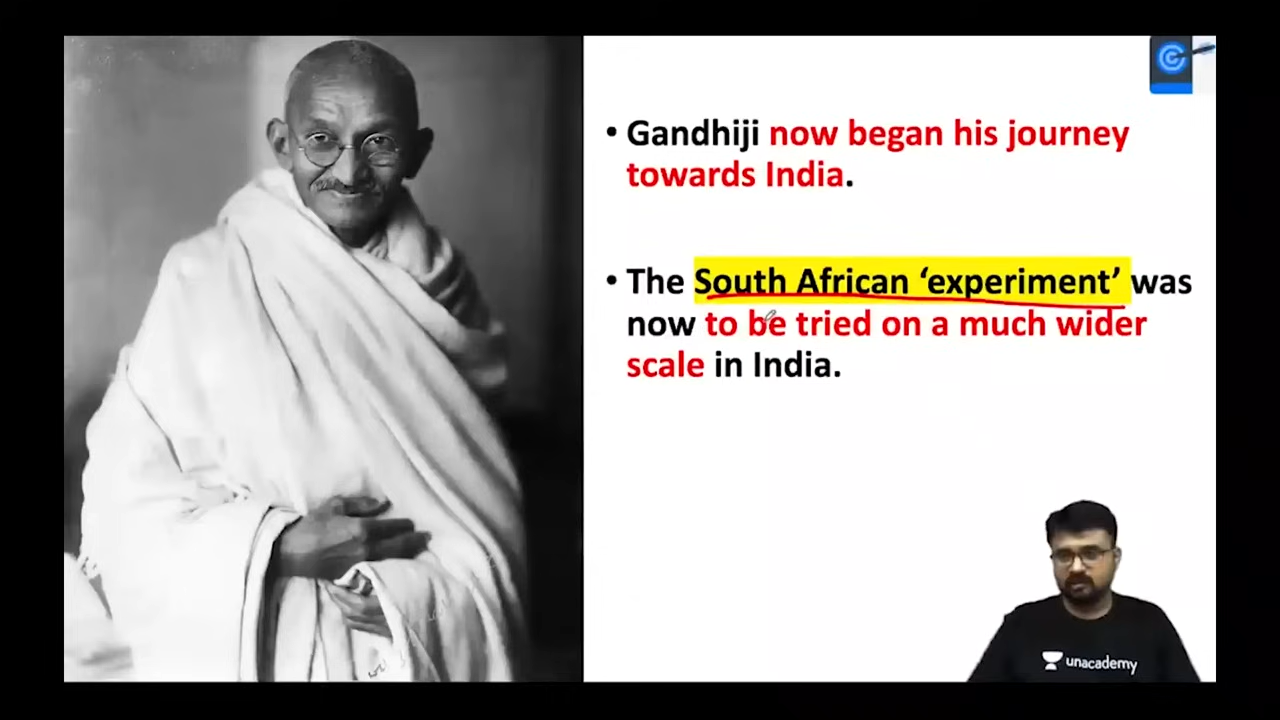 • Gandhiji now began his journey
towards India.
• The South African ‘experiment’ was
now to be tried on a much wider
scale in India.
unacademy